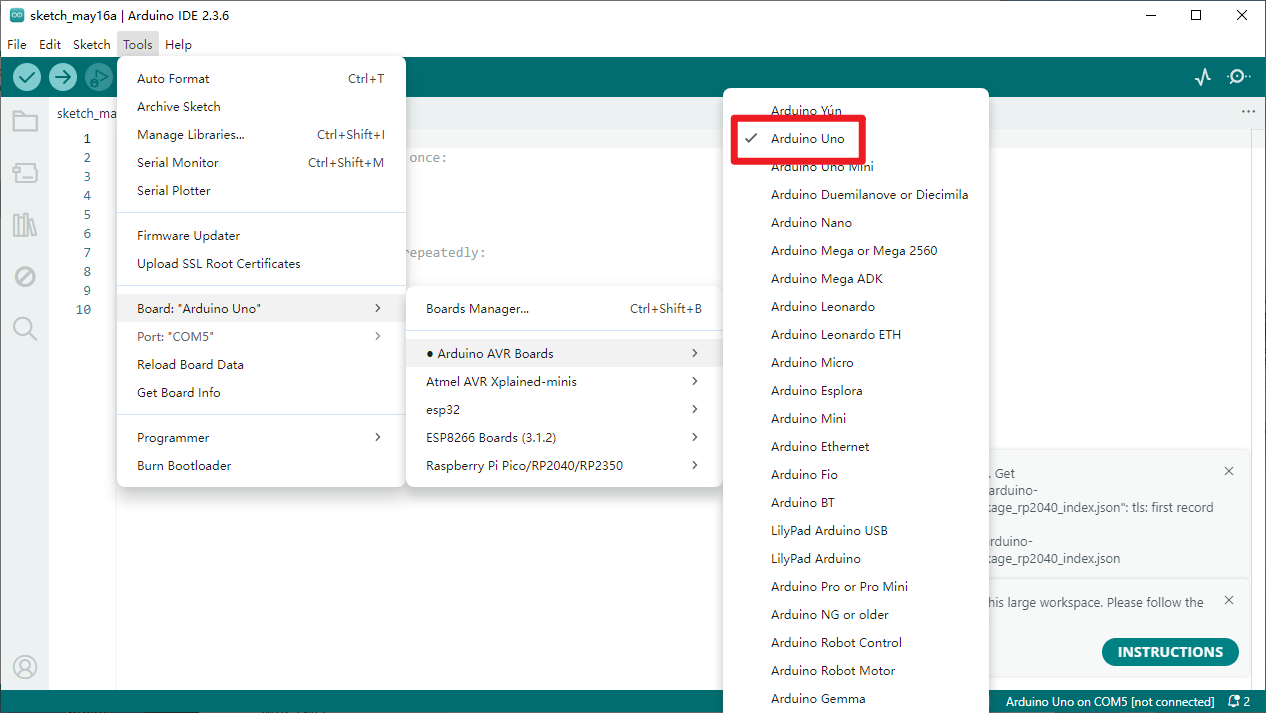 sketch_may16a | Arduino IDE 2.3.6
File Edit Sketch Tools Help
sketch_ma
1
2
3
4
5
6
7
8
9
10
once:
repeatedly:
Auto Format Ctrl+T
Archive Sketch
Manage Libraries... Ctrl+Shift+I
Serial Monitor Ctrl+Shift+M
Serial Plotter
Firmware Updater
Upload SSL Root Certificates
Board: "Arduino Uno"
Port: "COM5"
Reload Board Data
Get Board Info
Programmer
Burn Bootloader
Boards Manager... Ctrl+Shift+B
● Arduino AVR Boards
Atmel AVR Xplained-minis
esp32
ESP8266 Boards (3.1.2)
Raspberry Pi Pico/RP2040/RP2350
Arduino Yún
✓ Arduino Uno
Arduino Uno Mini
Arduino Duemilanove or Diecimila
Arduino Nano
Arduino Mega or Mega 2560
Arduino Mega ADK
Arduino Leonardo
Arduino Leonardo ETH
Arduino Micro
Arduino Esplora
Arduino Mini
Arduino Ethernet
Arduino Fio
Arduino BT
LilyPad Arduino USB
LilyPad Arduino
Arduino Pro or Pro Mini
Arduino NG or older
Arduino Robot Control
Arduino Robot Motor
Arduino Gemma
. Get
arduino-
kage_rp2040_index.json": tls: first record
rduino-
kage_rp2040_index.json
his large workspace. Please follow the
INSTRUCTIONS
Arduino Uno on COM5 [not connected] 2